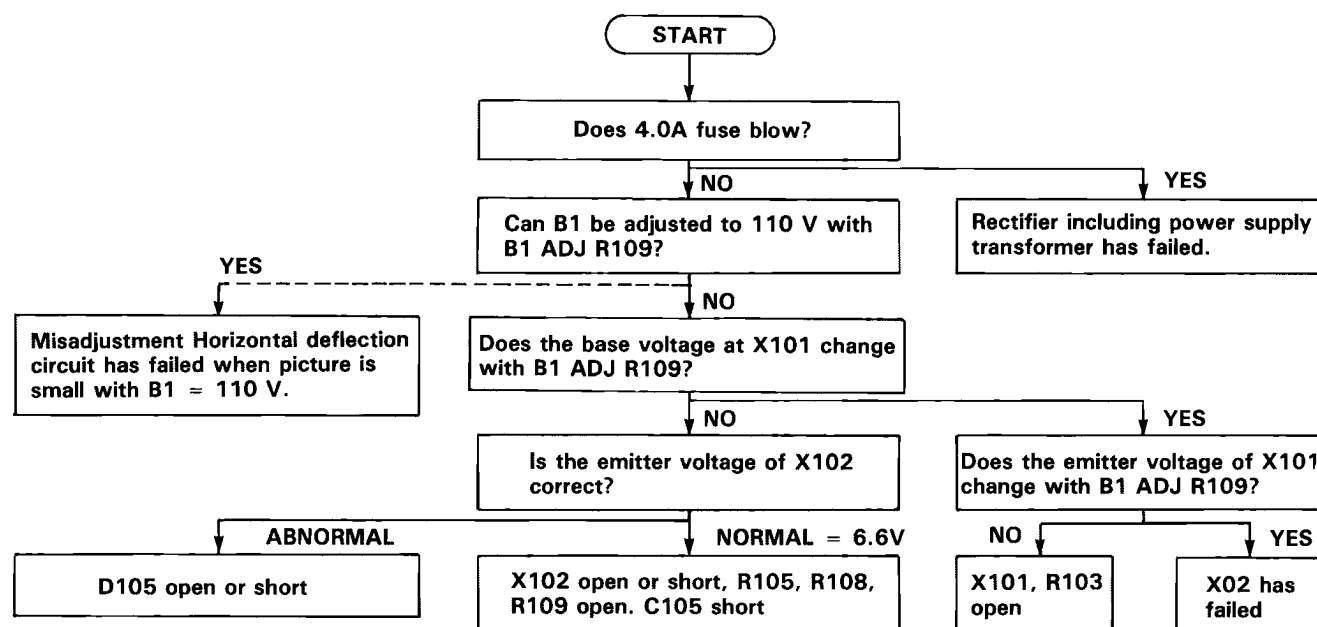 START
Does 4.0A fuse blow?
NO
YES
Can B1 be adjusted to 110 V with
B1 ADJ R109?
Rectifier including power supply
transformer has failed.
YES
NO
Misadjustment Horizontal deflection
circuit has failed when picture is
small with B1 = 110 V.
Does the base voltage at X101 change
with B1 ADJ R109?
NO
YES
Is the emitter voltage of X102
correct?
Does the emitter voltage of X101
change with B1 ADJ R109?
ABNORMAL
NORMAL = 6.6V
NO
YES
D105 open or short
X102 open or short, R105, R108,
R109 open. C105 short
X101, R103
open
X02 has
failed